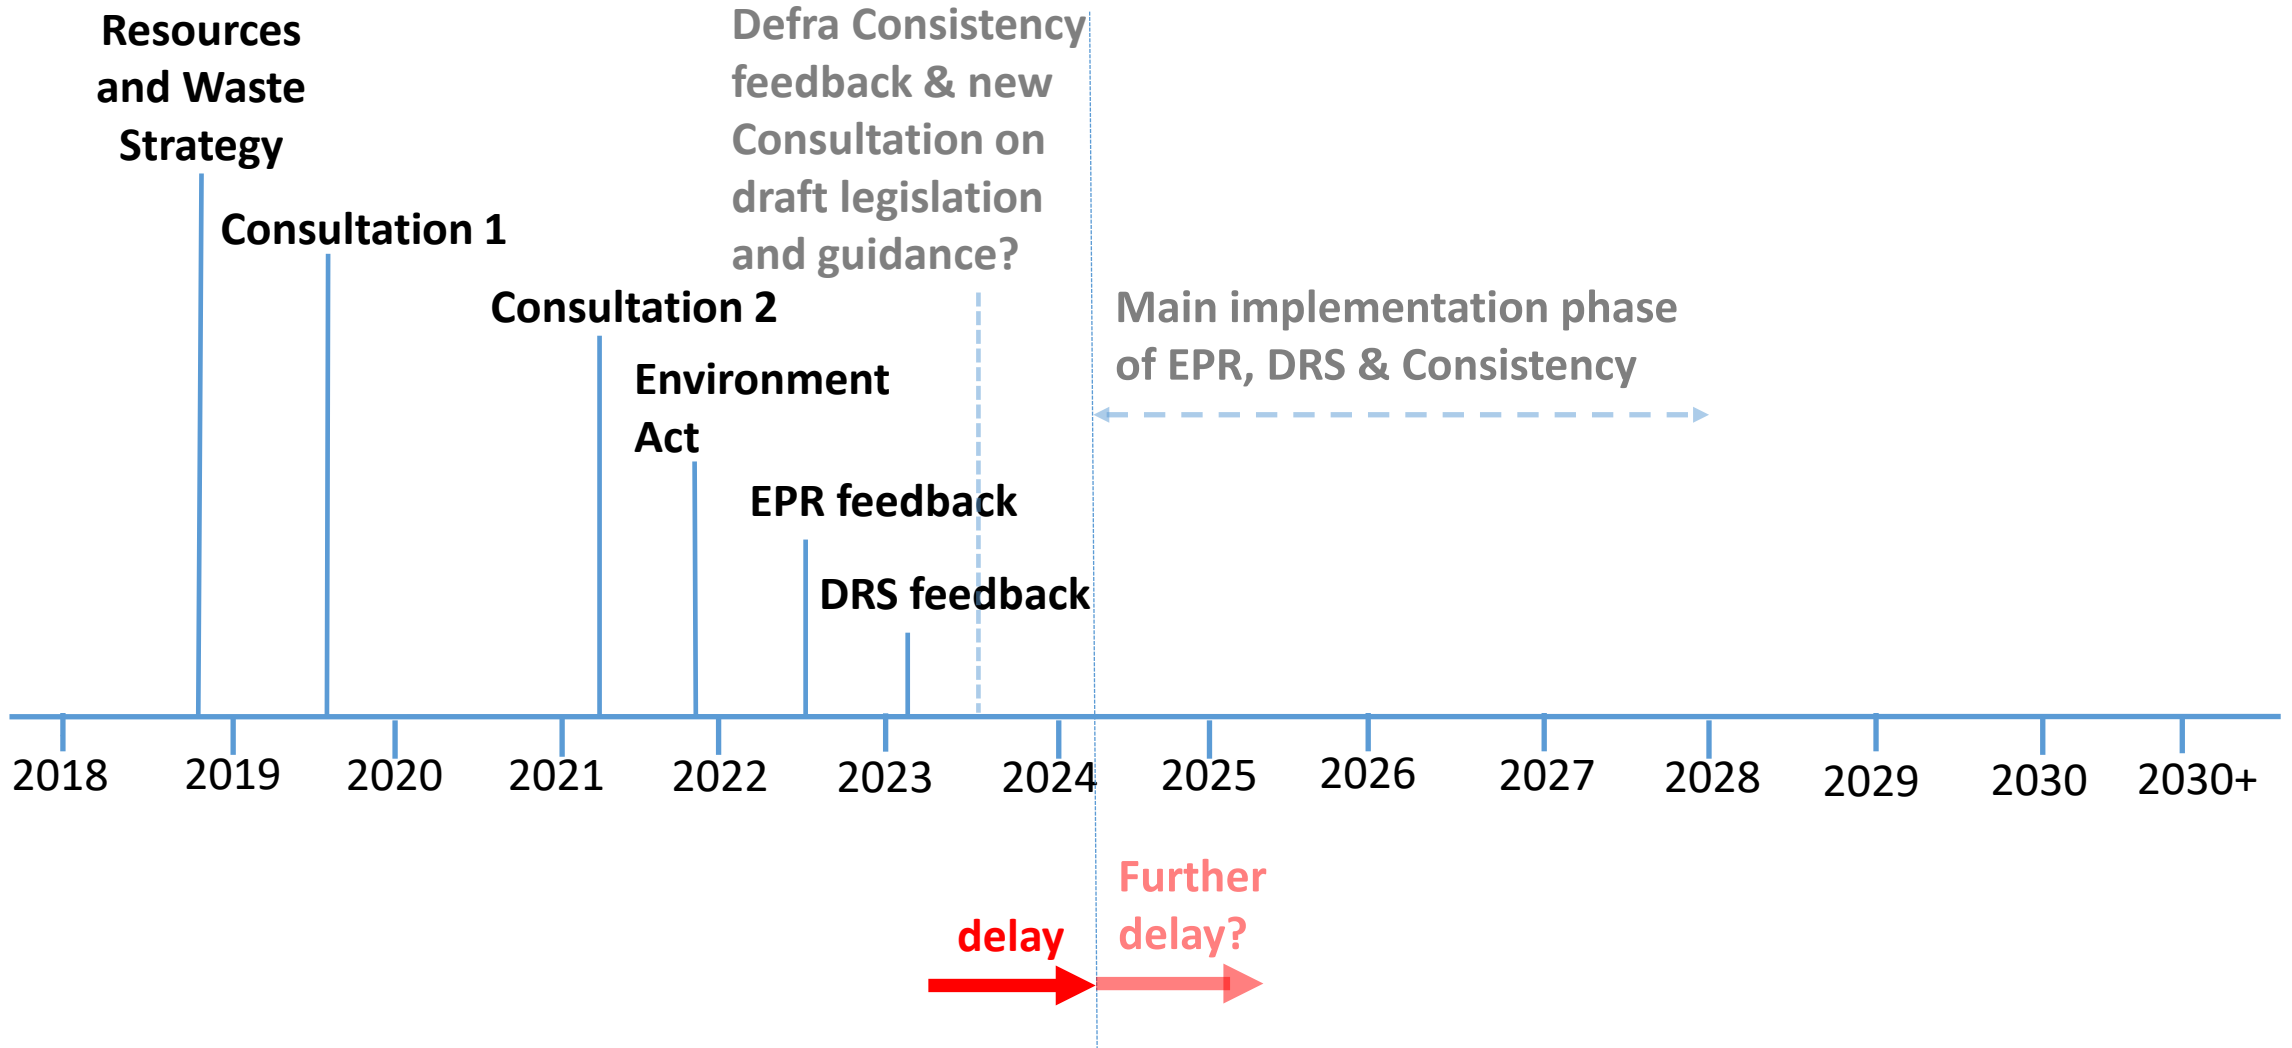 Resources
and Waste
Strategy
Consultation 1
Consultation 2
Environment
Act
EPR feedback
DRS feedback
Defra Consistency
feedback & new
Consultation on
draft legislation
and guidance?
Main implementation phase
of EPR, DRS & Consistency
2018
2019
2020
2021
2022
2023
2024
2025
2026
2027
2028
2029
2030
2030+
delay
Further
delay?